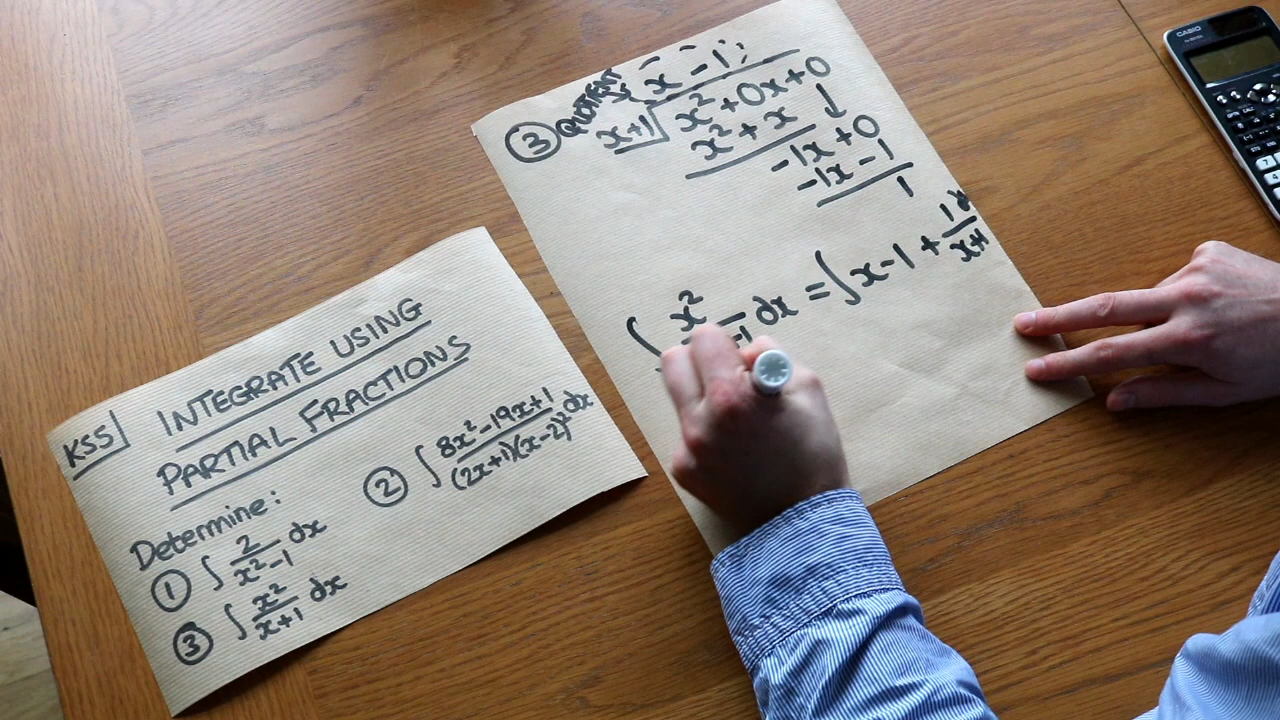 KS5
INTEGRATE USING
PARTIAL FRACTIONS
Determine:
① ∫ 2/(x²-1) dx
② ∫ (8x²-19x+1)/((2x+1)(x-2)²) dx
③ ∫ x²/(x+1) dx
③ QUOTIENT x - 1
x+1 x² + 0x + 0
x² + x
-1x + 0
-1x - 1
1
∫ x² -1 dx = ∫ x-1 + 1/(x+1)
CASIO